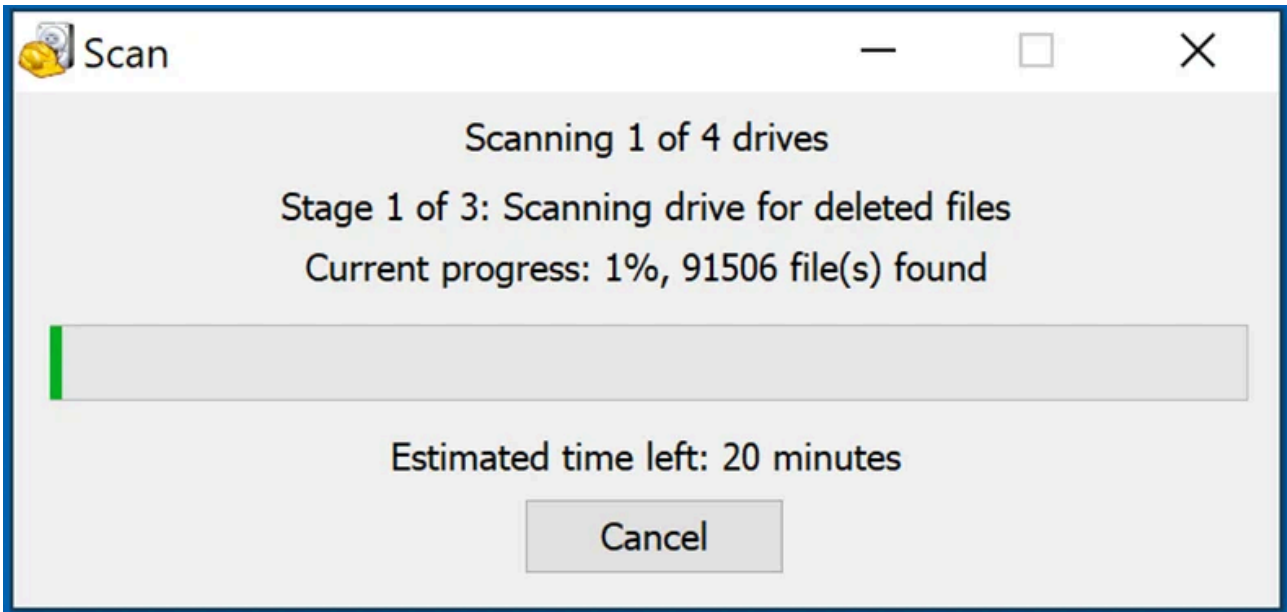 Scan
Scanning 1 of 4 drives
Stage 1 of 3: Scanning drive for deleted files
Current progress: 1%, 91506 file(s) found
Estimated time left: 20 minutes
Cancel